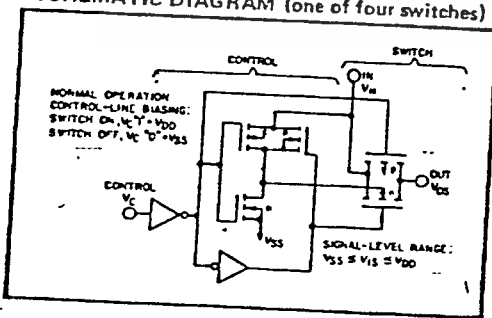 SCHEMATIC DIAGRAM (one of four switches)
CONTROL
SWITCH
IN
NORMAL OPERATION
CONTROL-LINE BIASING:
SWITCH ON, VC "1" = VDD
SWITCH OFF, VC "0" = VSS
CONTROL
VC
VSS
OUT
VOS
SIGNAL-LEVEL RANGE:
VSS ≤ VIS ≤ VDD